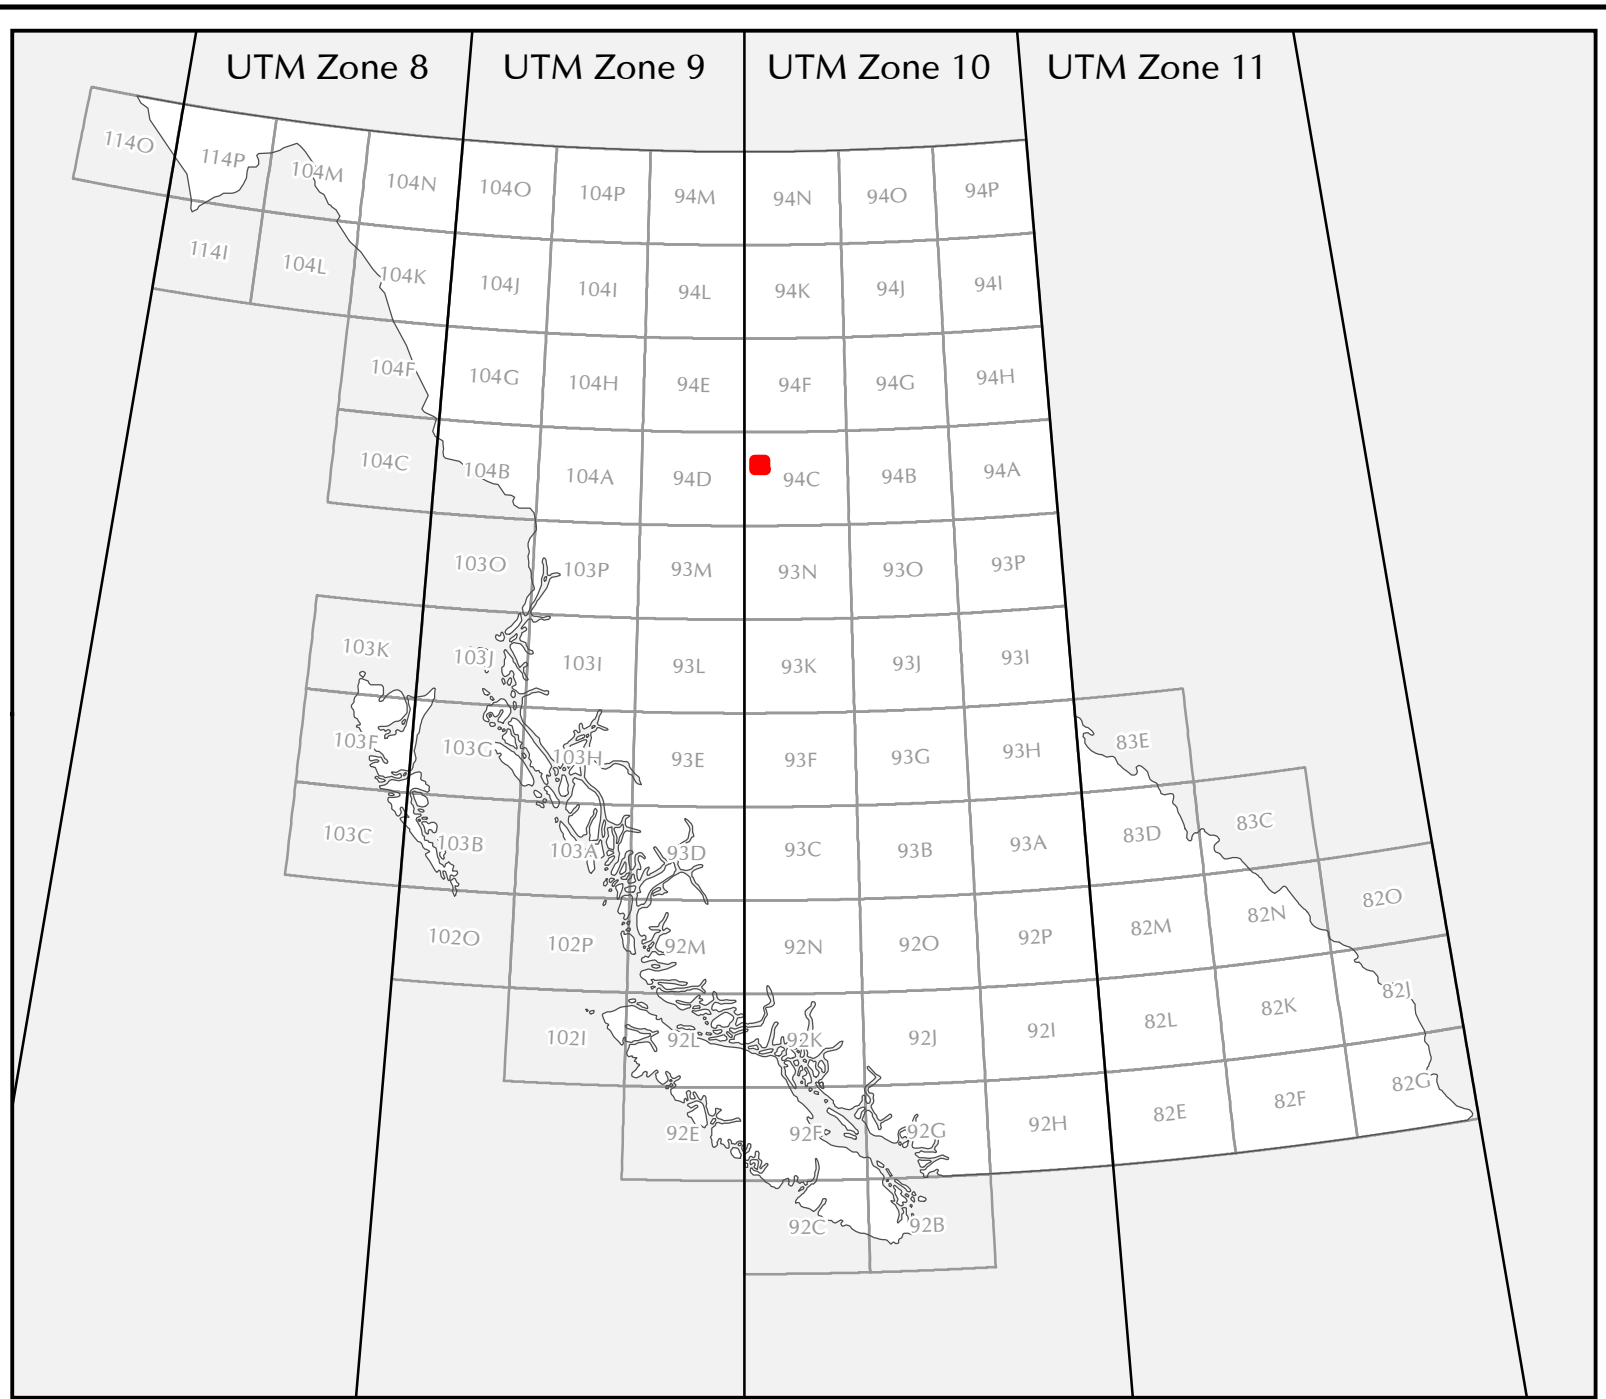 UTM Zone 8 UTM Zone 9 UTM Zone 10 UTM Zone 11
114O 114P 104M 104N 104O 104P 94M 94N 94O 94P
114I 104L 104K 104J 104I 94L 94K 94J 94I
104F 104G 104H 94E 94F 94G 94H
104C 104B 104A 94D 94C 94B 94A
103O 103P 93M 93N 93O 93P
103K 103J 103I 93L 93K 93J 93I
103F 103G 103H 93E 93F 93G 93H 83E
103C 103B 103A 93D 93C 93B 93A 83D 83C
102O 102P 92M 92N 92O 92P 82M 82N 82O
102I 92L 92K 92J 92I 82L 82K 82J
92E 92F 92G 92H 82E 82F 82G
92C 92B